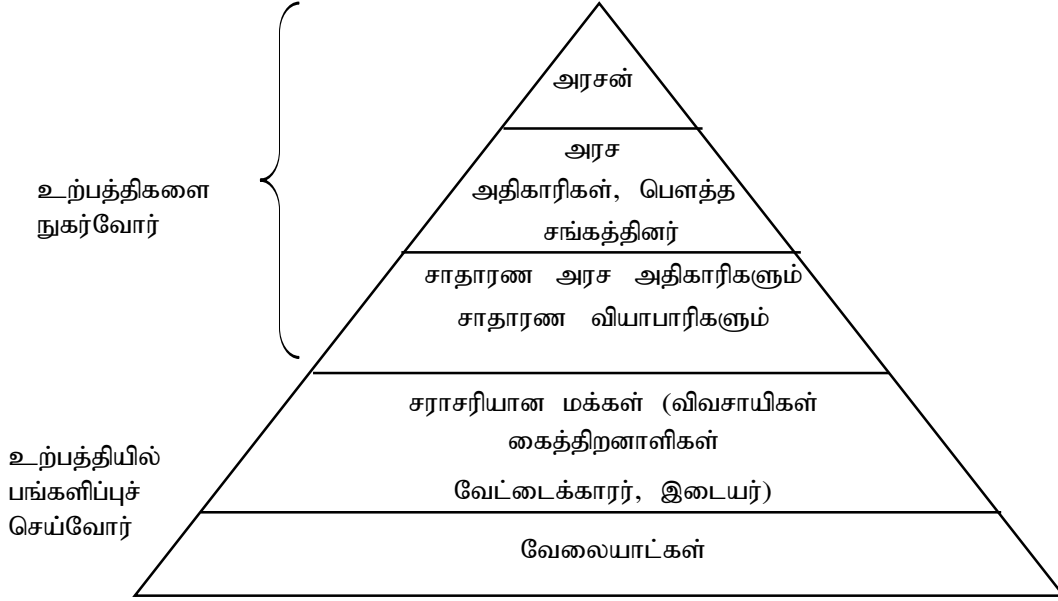 அரசன்
அரச
அதிகாரிகள், பௌத்த
சங்கத்தினர்
உற்பத்திகளை
நுகர்வோர்
சாதாரண அரச அதிகாரிகளும்
சாதாரண வியாபாரிகளும்
சராசரியான மக்கள் (விவசாயிகள்
கைத்திறனாளிகள்
வேட்டைக்காரர், இடையர்)
உற்பத்தியில்
பங்களிப்புச்
செய்வோர்
வேலையாட்கள்